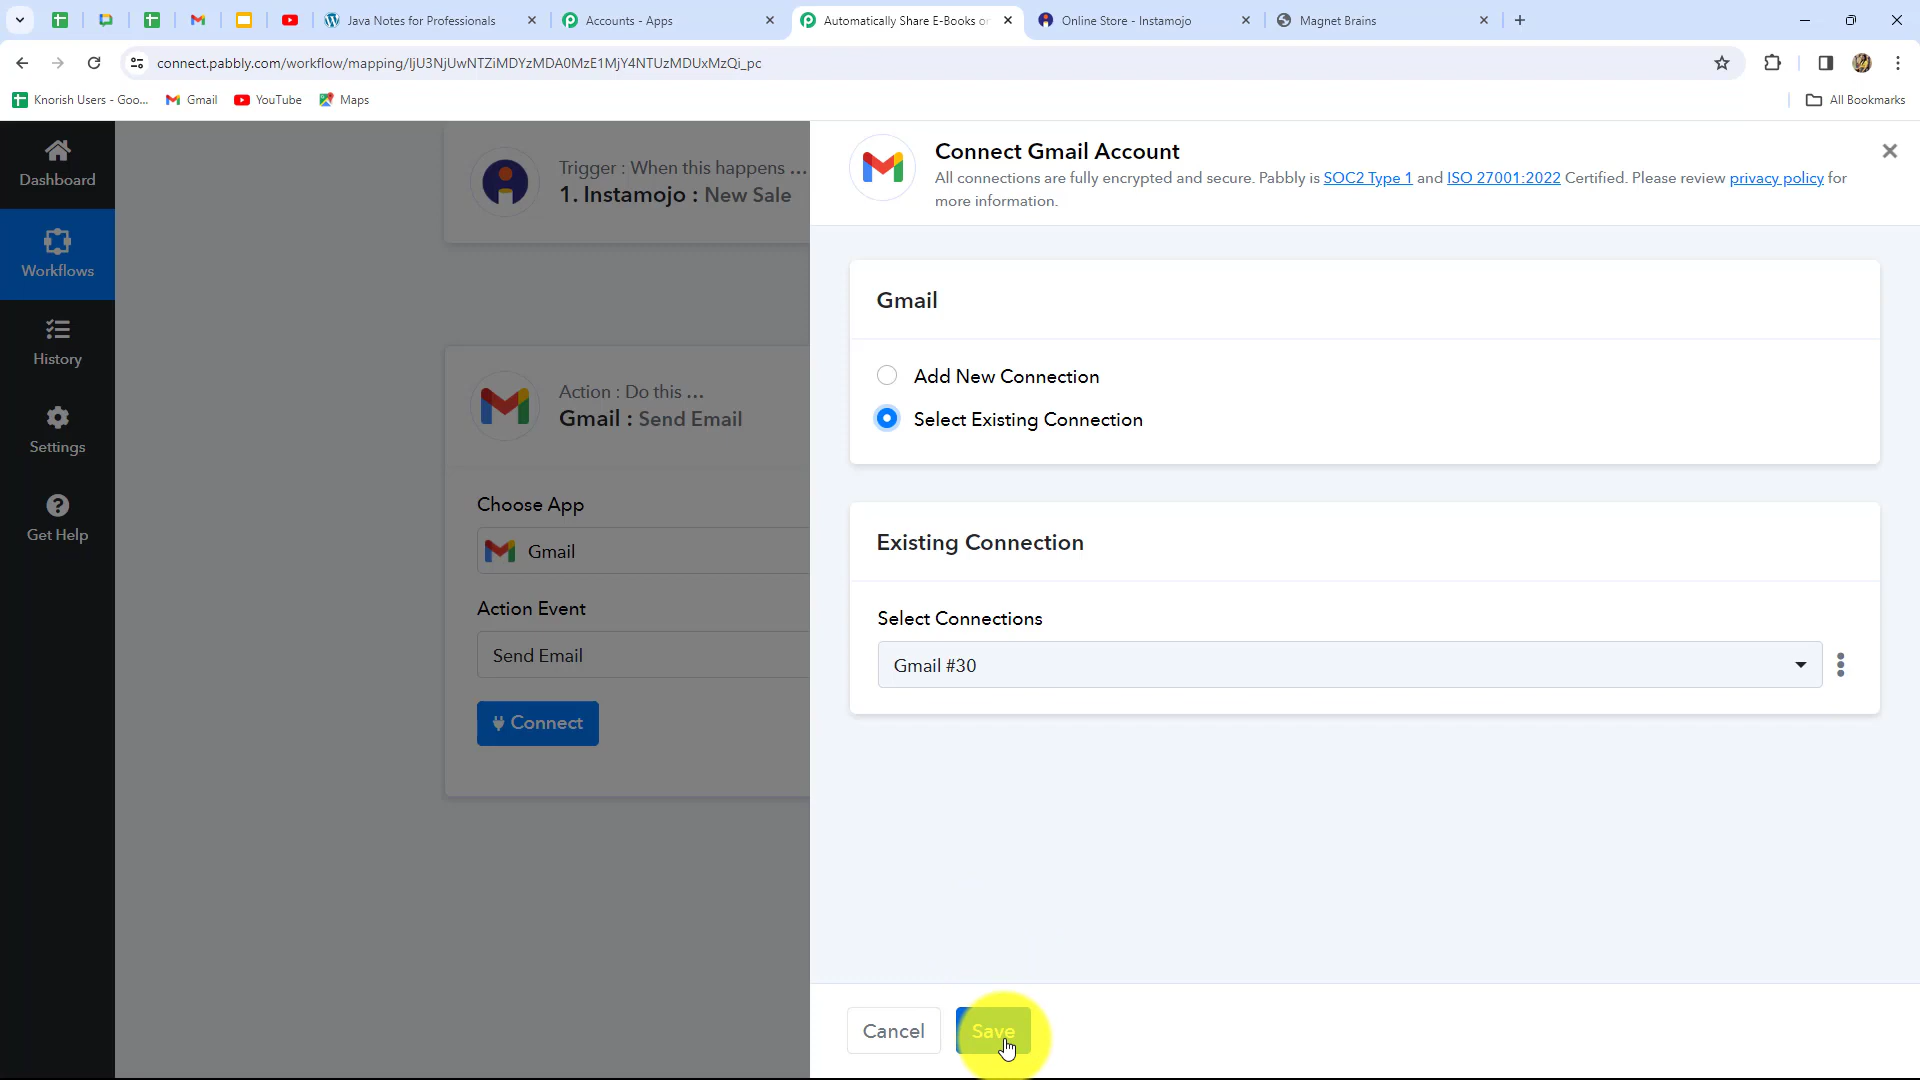 Java Notes for Professionals
Accounts - Apps
Automatically Share E-Books or
Online Store - Instamojo
Magnet Brains
connect.pabbly.com/workflow/mapping/IjU3NjUwNTZiMDYzMDA0MzE1MjY4NTUzMDUxMzQi_pc
Knorish Users - Goo...
Gmail
YouTube
Maps
All Bookmarks
Dashboard
Workflows
History
Settings
Get Help
Trigger : When this happens ...
1. Instamojo : New Sale
Action : Do this ...
Gmail : Send Email
Choose App
Gmail
Action Event
Send Email
Connect
Connect Gmail Account
All connections are fully encrypted and secure. Pabbly is SOC2 Type 1 and ISO 27001:2022 Certified. Please review privacy policy for
more information.
Gmail
Add New Connection
Select Existing Connection
Existing Connection
Select Connections
Gmail #30
Cancel
Save